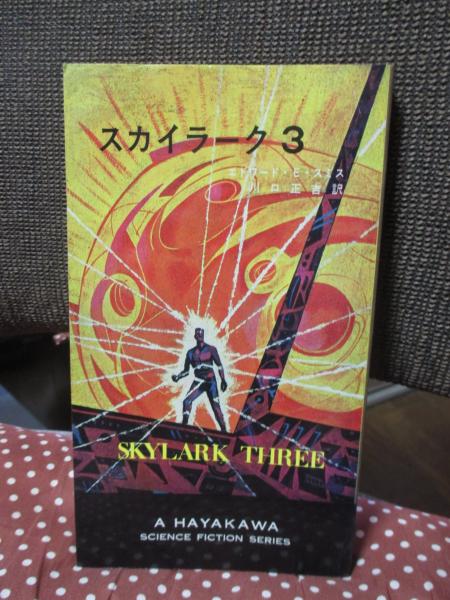 スカイラーク3
エドワード・E・スミス
川口正吉訳
SKYLARK THREE
A HAYAKAWA
SCIENCE FICTION SERIES